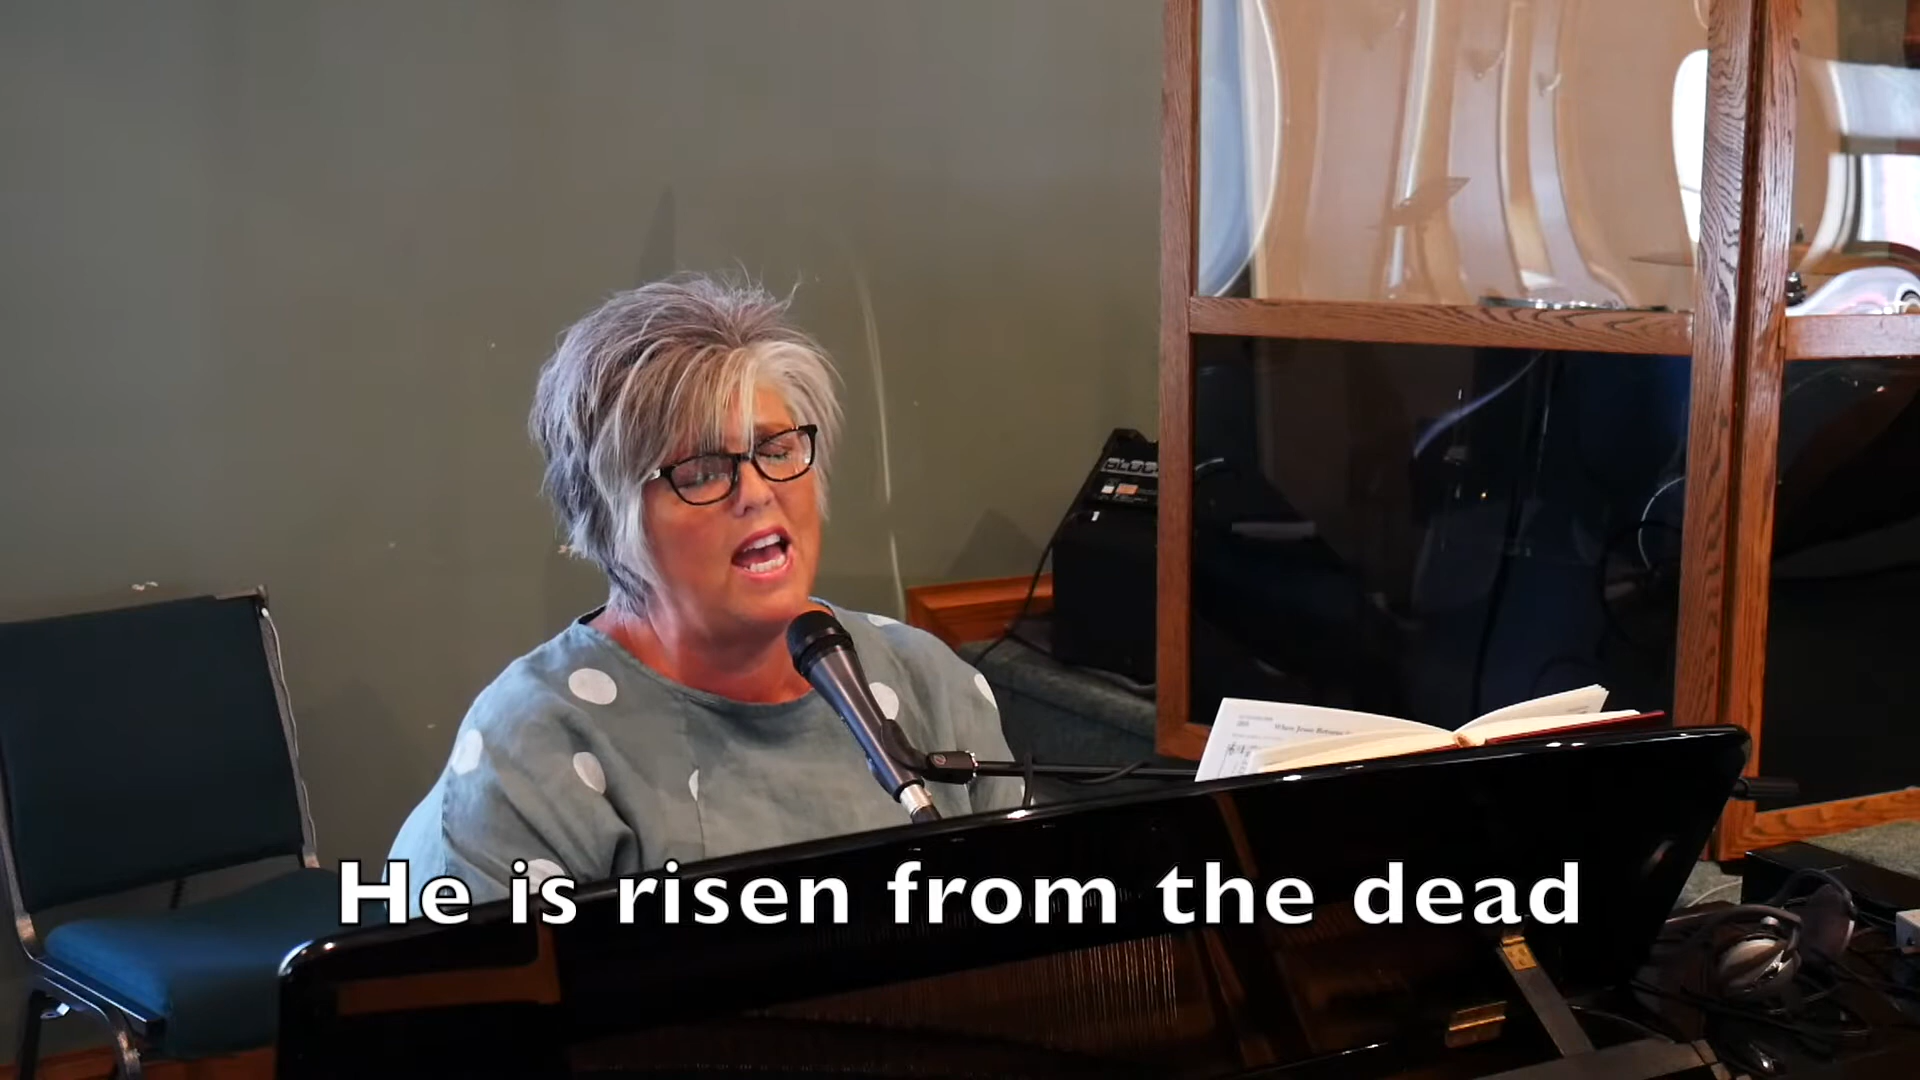 He is risen from the dead